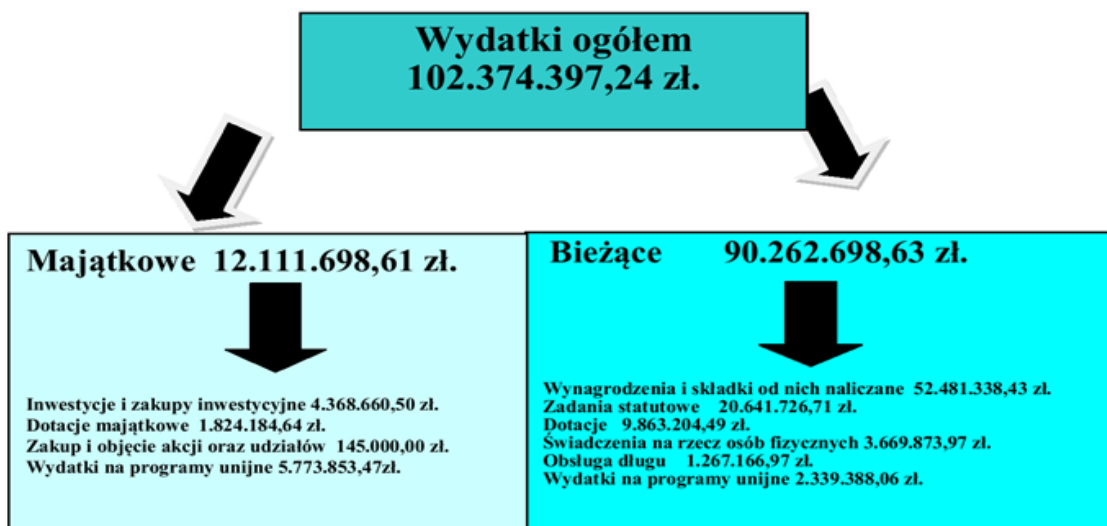 Wydatki ogółem
102.374.397,24 zł.
Majątkowe 12.111.698,61 zł.
Inwestycje i zakupy inwestycyjne 4.368.660,50 zł.
Dotacje majątkowe 1.824.184,64 zł.
Zakup i objęcie akcji oraz udziałów 145.000,00 zł.
Wydatki na programy unijne 5.773.853,47zł.
Bieżące 90.262.698,63 zł.
Wynagrodzenia i składki od nich naliczane 52.481.338,43 zł.
Zadania statutowe 20.641.726,71 zł.
Dotacje 9.863.204,49 zł.
Świadczenia na rzecz osób fizycznych 3.669.873,97 zł.
Obsługa długu 1.267.166,97 zł.
Wydatki na programy unijne 2.339.388,06 zł.